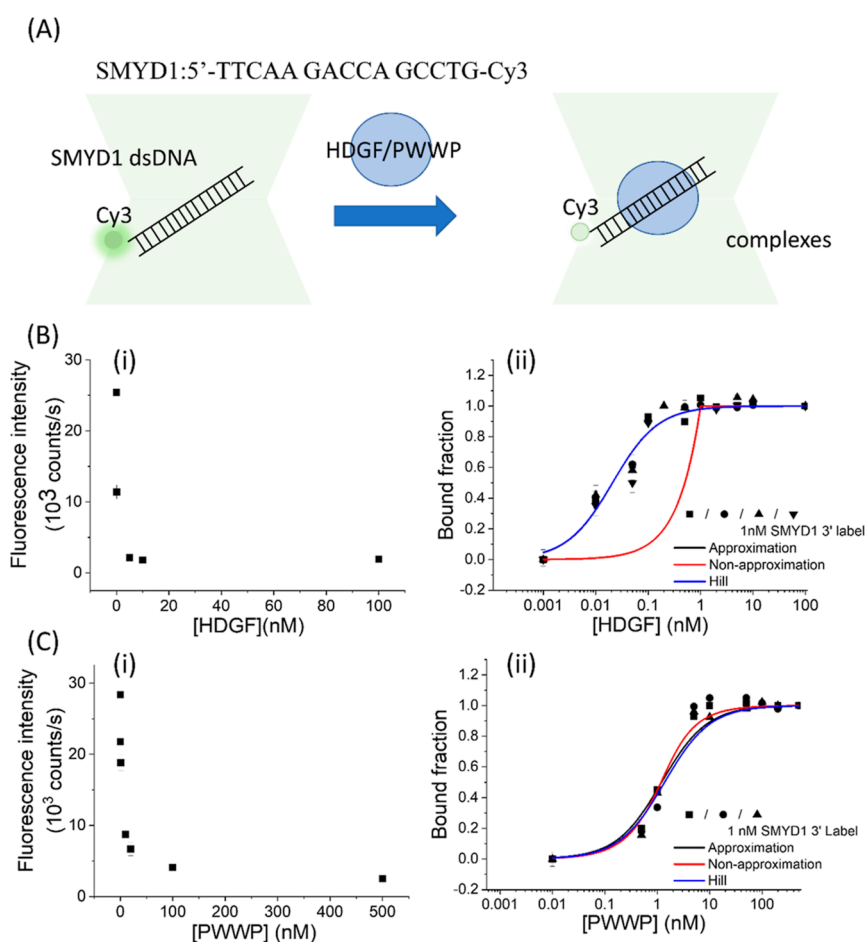 (A)
SMYD1:5'-TTCAA GACCA GCCTG-Cy3
SMYD1 dsDNA
Cy3
HDGF/PWWP
Cy3
complexes
(B)
(i)
Fluorescence intensity
(10³ counts/s)
30
20
10
0
0 20 40 60 80 100
[HDGF](nM)
(ii)
Bound fraction
1.0
0.8
0.6
0.4
0.2
0.0
-0.2
/ / /
1nM SMYD1 3' label
Approximation
Non-approximation
Hill
0.001 0.01 0.1 1 10 100
[HDGF] (nM)
(C)
(i)
Fluorescence intensity
(10³ counts/s)
30
20
10
0
0 100 200 300 400 500
[PWWP] (nM)
(ii)
Bound fraction
1.0
0.8
0.6
0.4
0.2
0.0
-0.2
/ /
1 nM SMYD1 3' Label
Approximation
Non-approximation
Hill
0.001 0.01 0.1 1 10 100
[PWWP] (nM)